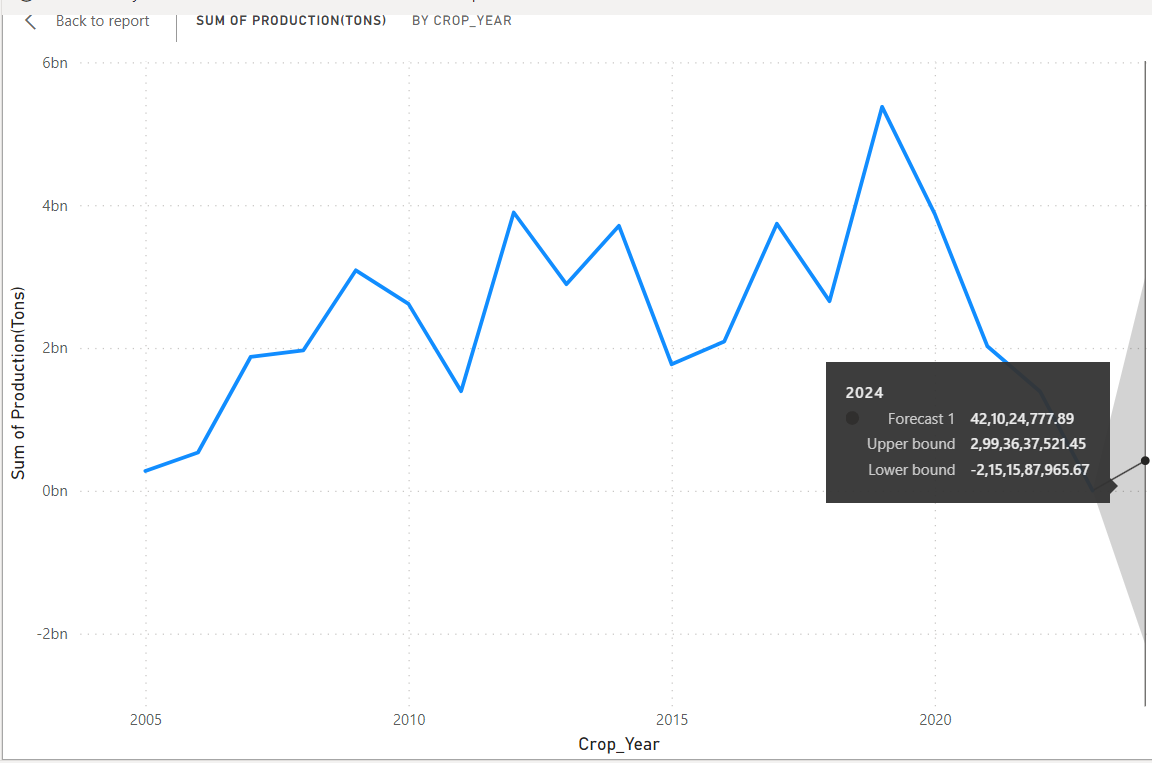 Back to report
SUM OF PRODUCTION(TONS) BY CROP_YEAR
6bn
4bn
2bn
0bn
-2bn
Sum of Production(Tons)
2024
Forecast 1 42,10,24,777.89
Upper bound 2,99,36,37,521.45
Lower bound -2,15,15,87,965.67
2005 2010 2015 2020
Crop_Year